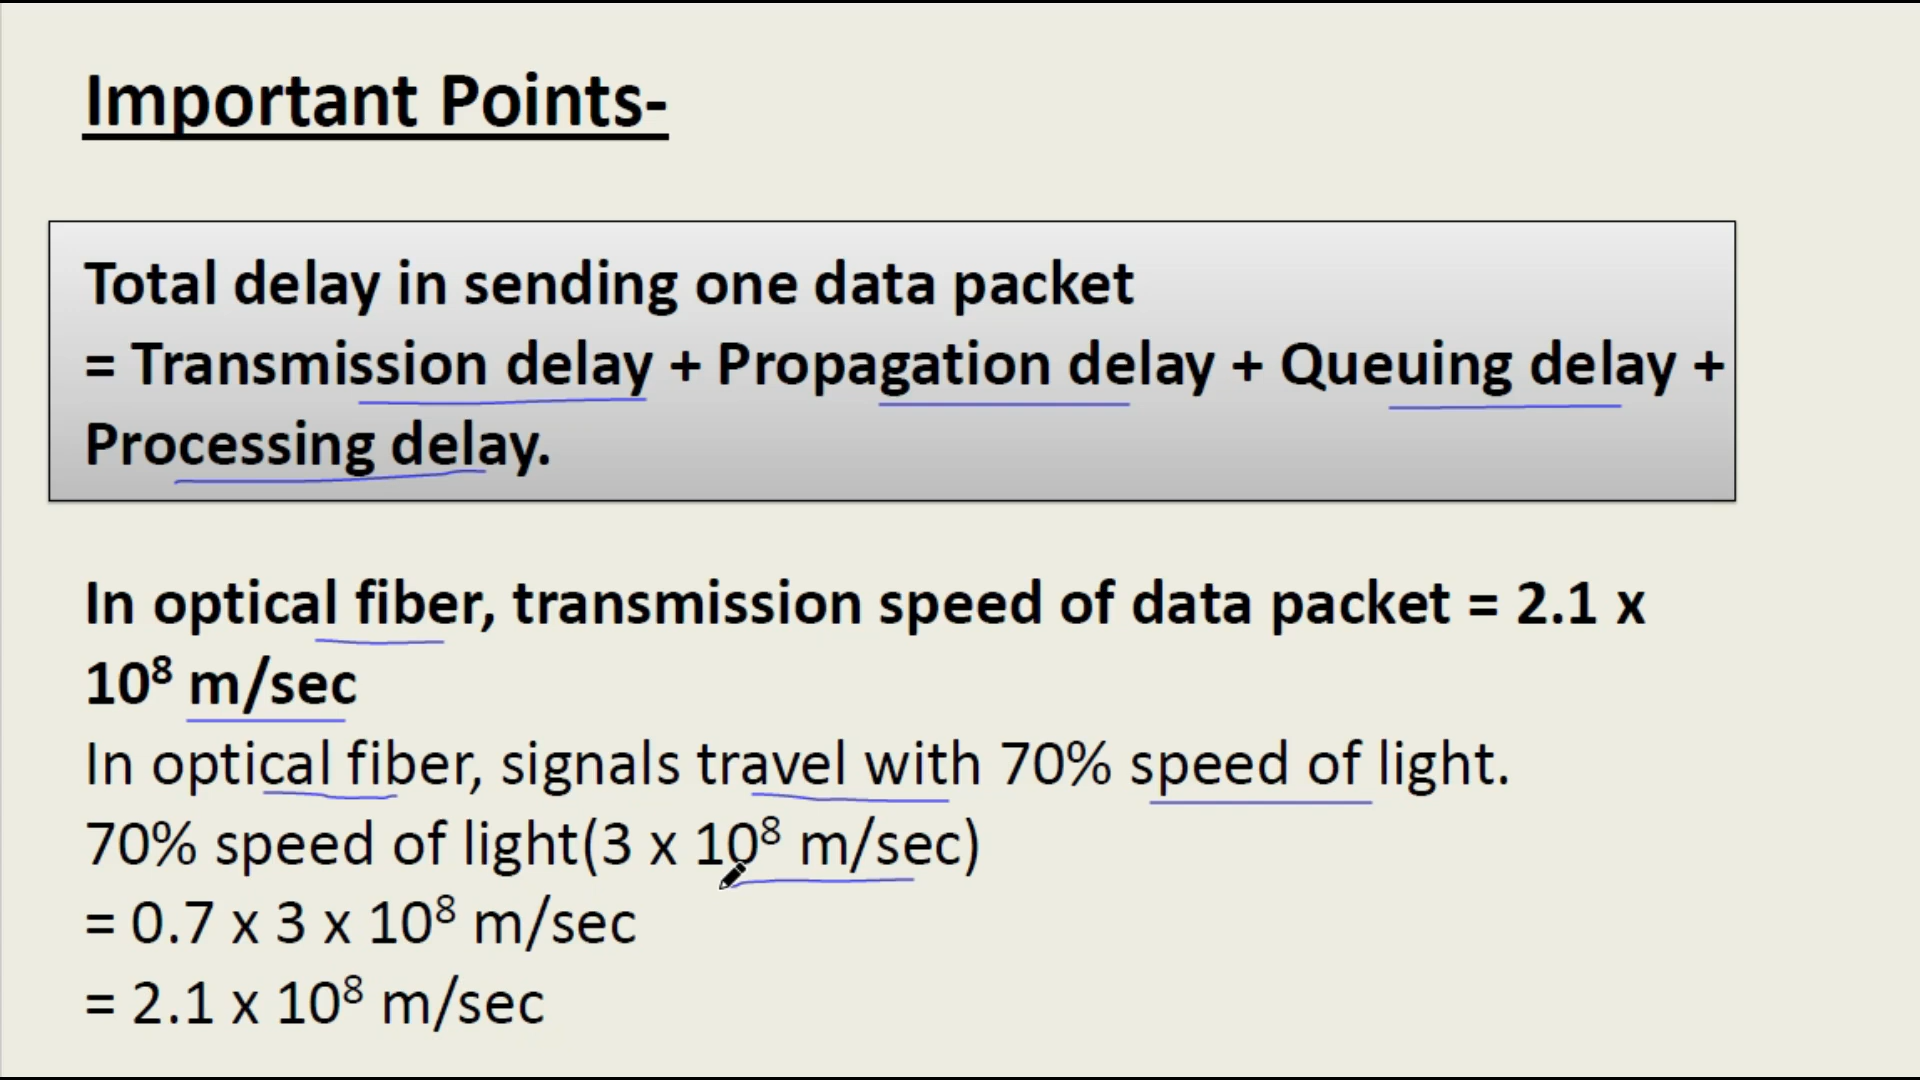 Important Points-
Total delay in sending one data packet
= Transmission delay + Propagation delay + Queuing delay +
Processing delay.
In optical fiber, transmission speed of data packet = 2.1 x
10⁸ m/sec
In optical fiber, signals travel with 70% speed of light.
70% speed of light(3 x 10⁸ m/sec)
= 0.7 x 3 x 10⁸ m/sec
= 2.1 x 10⁸ m/sec